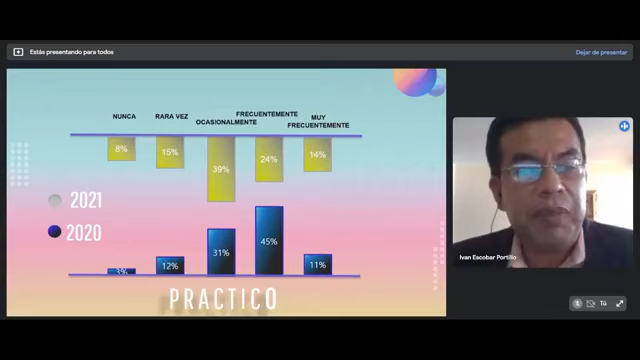 Estás presentando para todos
Dejar de presentar
NUNCA
RARA VEZ
OCASIONALMENTE
FRECUENTEMENTE
MUY
FRECUENTEMENTE
8%
15%
39%
24%
14%
2021
2020
3%
12%
31%
45%
11%
PRACTICO
Ivan Escobar Portillo
Tú